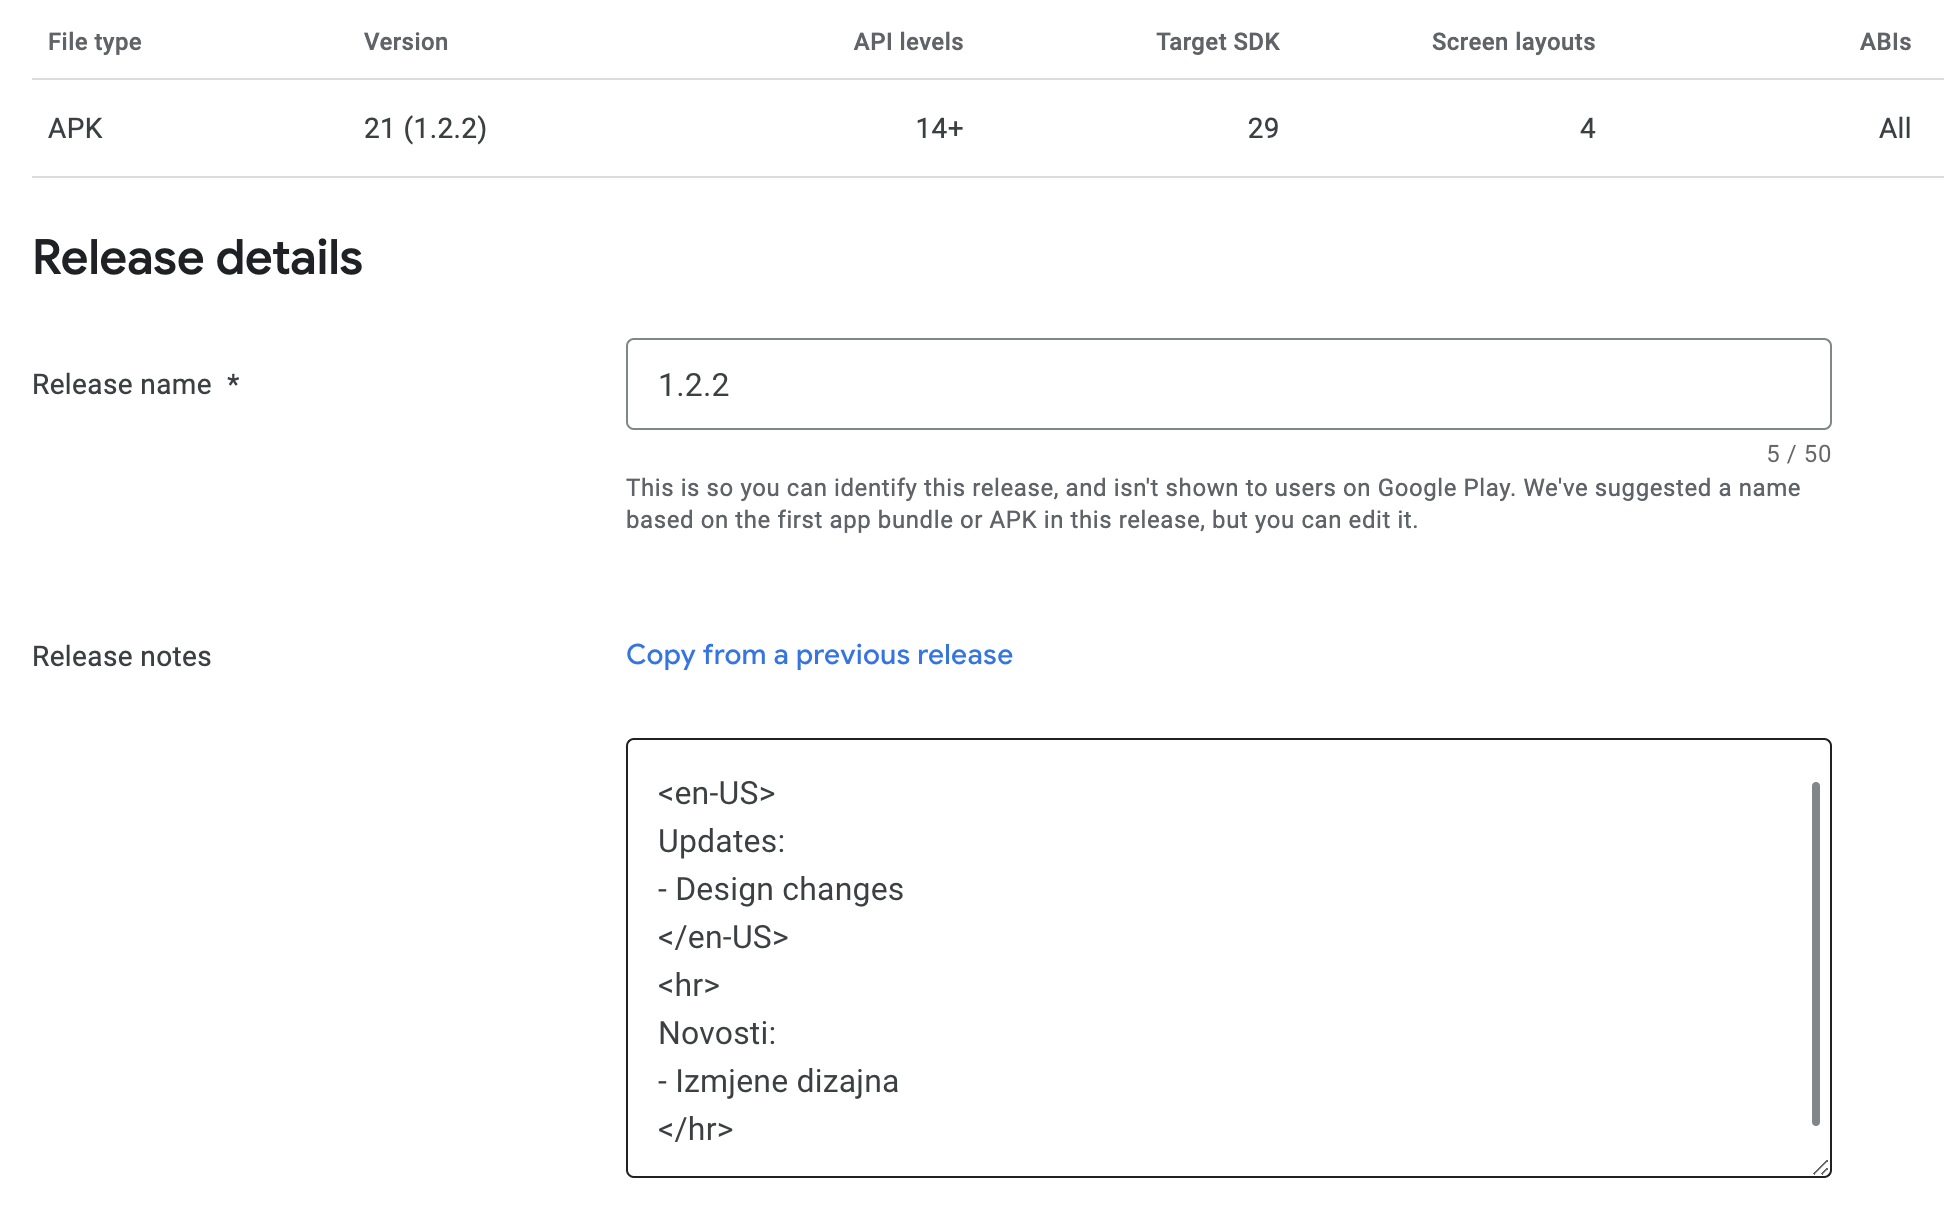 File type Version API levels Target SDK Screen layouts ABIs
APK 21 (1.2.2) 14+ 29 4 All
Release details
Release name *
1.2.2
5 / 50
This is so you can identify this release, and isn't shown to users on Google Play. We've suggested a name
based on the first app bundle or APK in this release, but you can edit it.
Release notes
Copy from a previous release
<en-US>
Updates:
- Design changes
</en-US>
<hr>
Novosti:
- Izmjene dizajna
</hr>